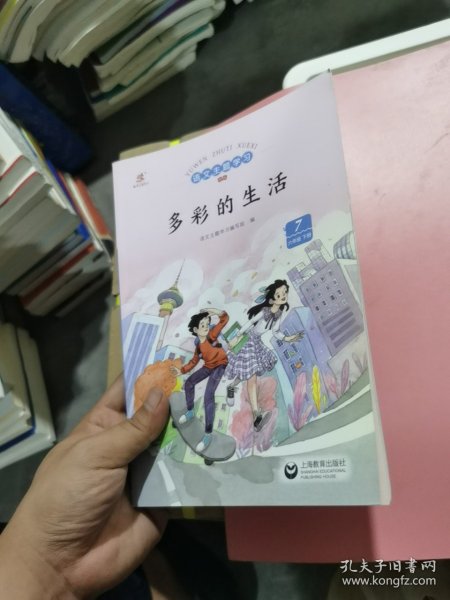 YUWEN ZHUTI XUEXI
语文主题学习
多彩的生活
语文主题学习编写组 编
7
六年级 下册
上海教育出版社
SHANGHAI EDUCATIONAL
PUBLISHING HOUSE
孔夫子旧书网
www.kongfz.com